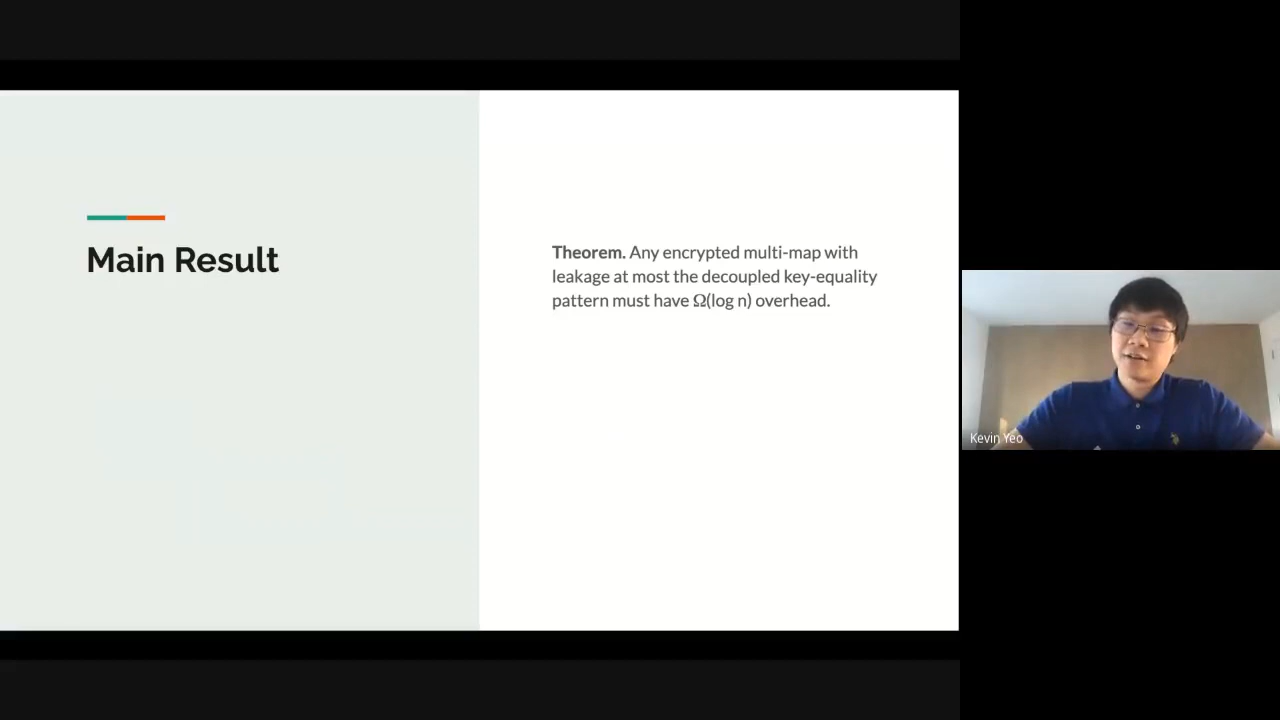 Main Result
Theorem. Any encrypted multi-map with
leakage at most the decoupled key-equality
pattern must have Ω(log n) overhead.
Kevin Yeo